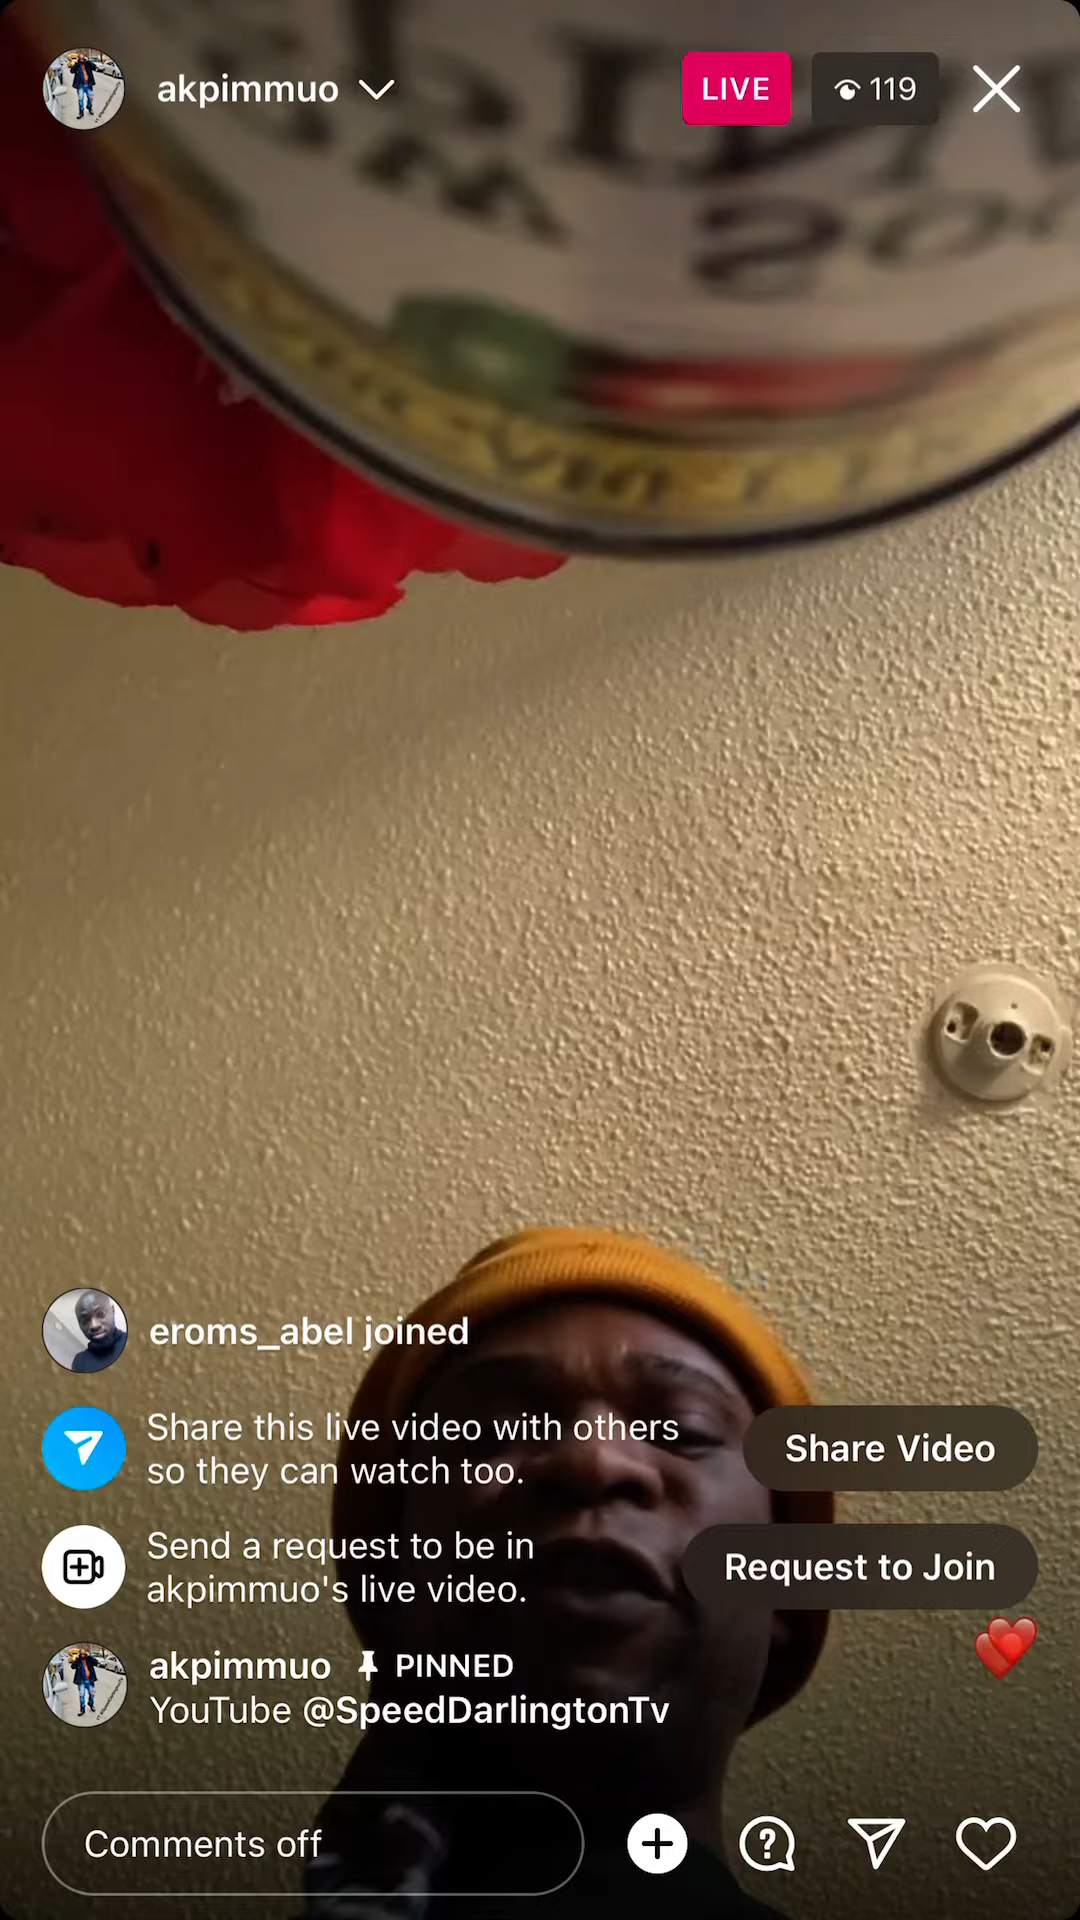 akpimmuo
LIVE
119
eroms_abel joined
Share this live video with others
so they can watch too.
Share Video
Send a request to be in
akpimmuo's live video.
Request to Join
akpimmuo PINNED
YouTube @SpeedDarlingtonTv
Comments off